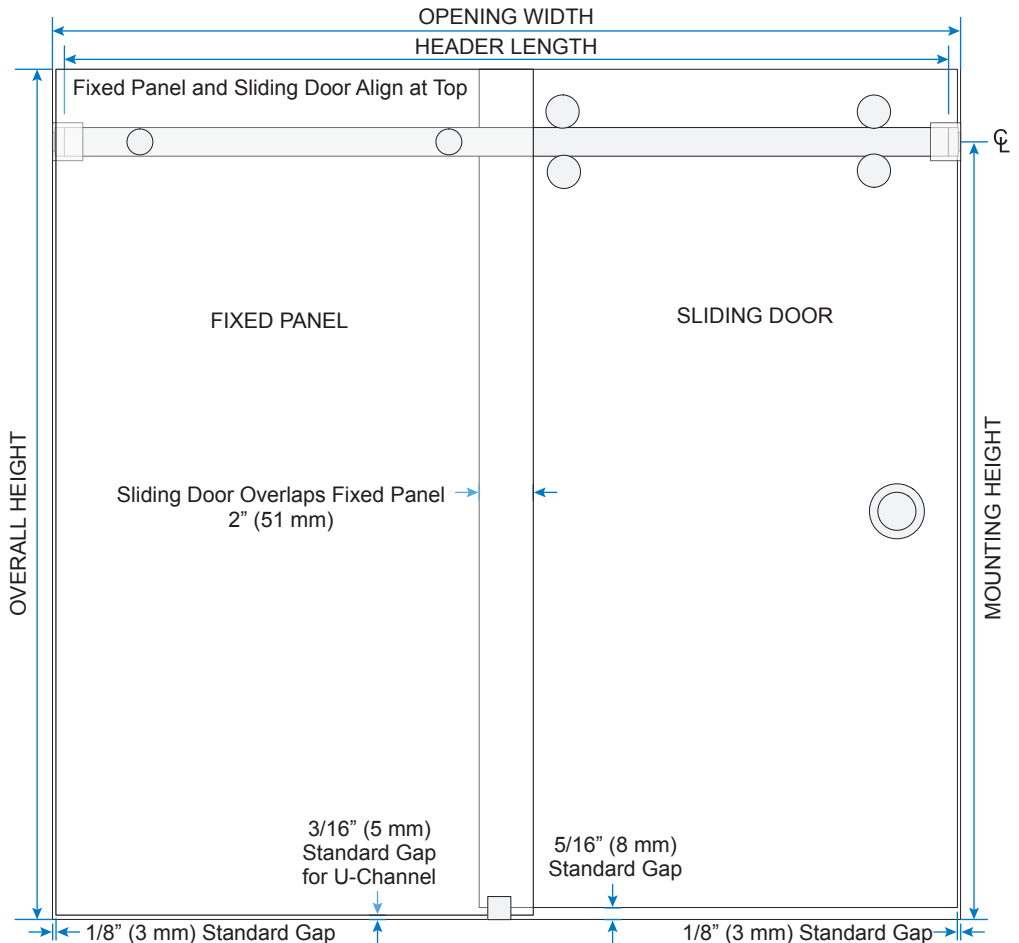 OPENING WIDTH
HEADER LENGTH
Fixed Panel and Sliding Door Align at Top
℄
FIXED PANEL
SLIDING DOOR
OVERALL HEIGHT
MOUNTING HEIGHT
Sliding Door Overlaps Fixed Panel
2” (51 mm)
3/16” (5 mm)
Standard Gap
for U-Channel
5/16” (8 mm)
Standard Gap
1/8” (3 mm) Standard Gap
1/8” (3 mm) Standard Gap